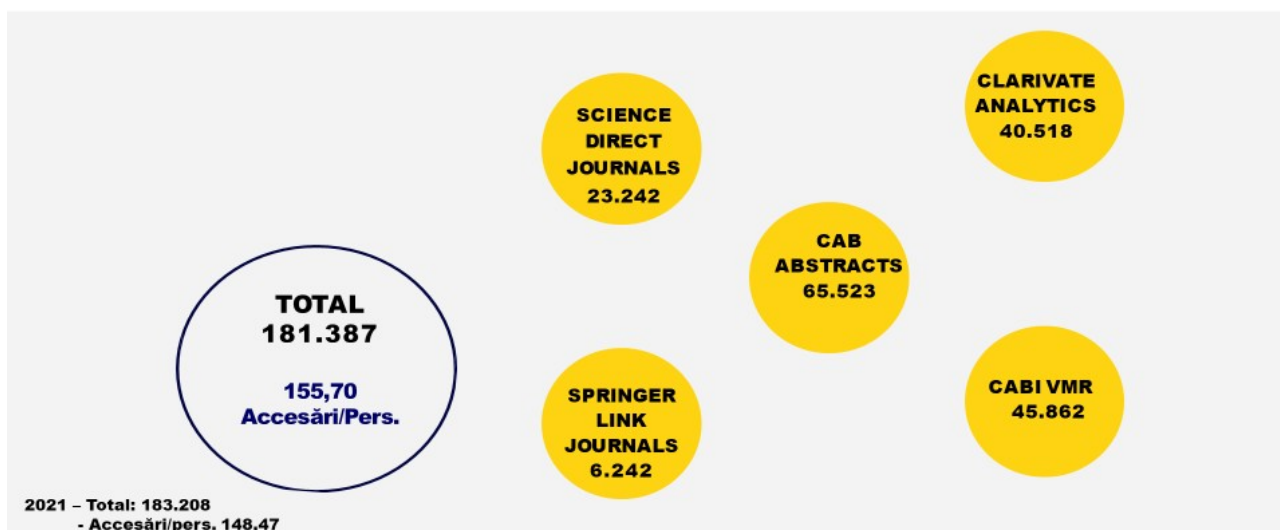 CLARIVATE
ANALYTICS
40.518
SCIENCE
DIRECT
JOURNALS
23.242
CAB
ABSTRACTS
65.523
TOTAL
181.387
155,70
Accesări/Pers.
SPRINGER
LINK
JOURNALS
6.242
CABI VMR
45.862
2021 – Total: 183.208
- Accesări/pers. 148.47